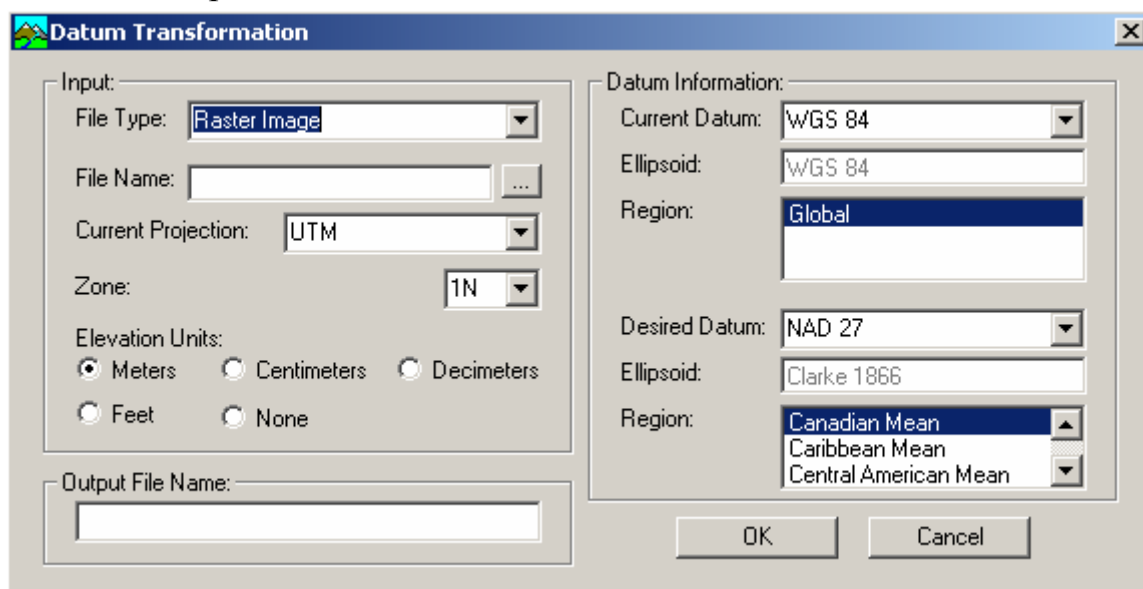 Datum Transformation
Input:
File Type: Raster Image
File Name: ...
Current Projection: UTM
Zone: 1N
Elevation Units:
Meters Centimeters Decimeters
Feet None
Output File Name:
Datum Information:
Current Datum: WGS 84
Ellipsoid: WGS 84
Region: Global
Desired Datum: NAD 27
Ellipsoid: Clarke 1866
Region: Canadian Mean
Caribbean Mean
Central American Mean
OK Cancel